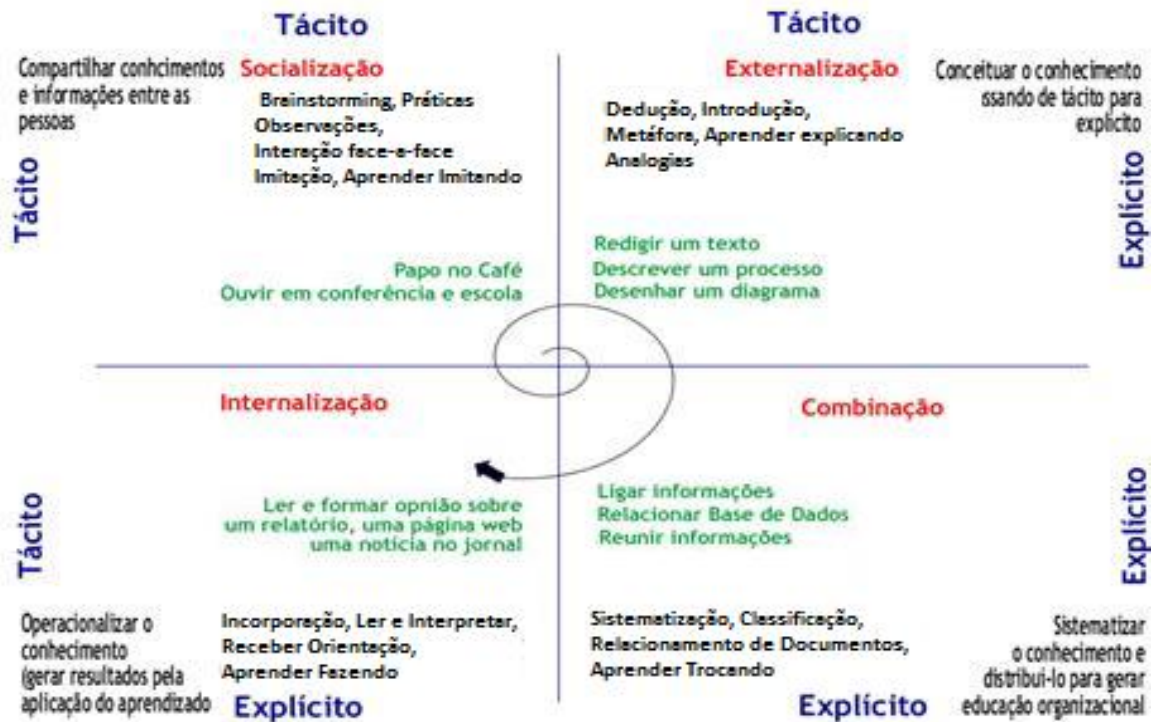 Tácito
Tácito
Compartilhar conhcimentos
e informações entre as
pessoas
Socialização
Brainstorming, Práticas
Observações,
Interação face-a-face
Imitação, Aprender Imitando
Externalização
Dedução, Introdução,
Metáfora, Aprender explicando
Analogias
Conceituar o conhecimento
ssando de tácito para
explícito
Tácito
Explícito
Papo no Café
Ouvir em conferência e escola
Redigir um texto
Descrever um processo
Desenhar um diagrama
Internalização
Combinação
Tácito
Ler e formar opnião sobre
um relatório, uma página web
uma notícia no jornal
Ligar informações
Relacionar Base de Dados
Reunir informações
Explícito
Operacionalizar o
conhecimento
(gerar resultados pela
aplicação do aprendizado
Incorporação, Ler e Interpretar,
Receber Orientação,
Aprender Fazendo
Sistematização, Classificação,
Relacionamento de Documentos,
Aprender Trocando
Sistematizar
o conhecimento e
distribui-lo para gerar
educação organizacional
Explícito
Explícito